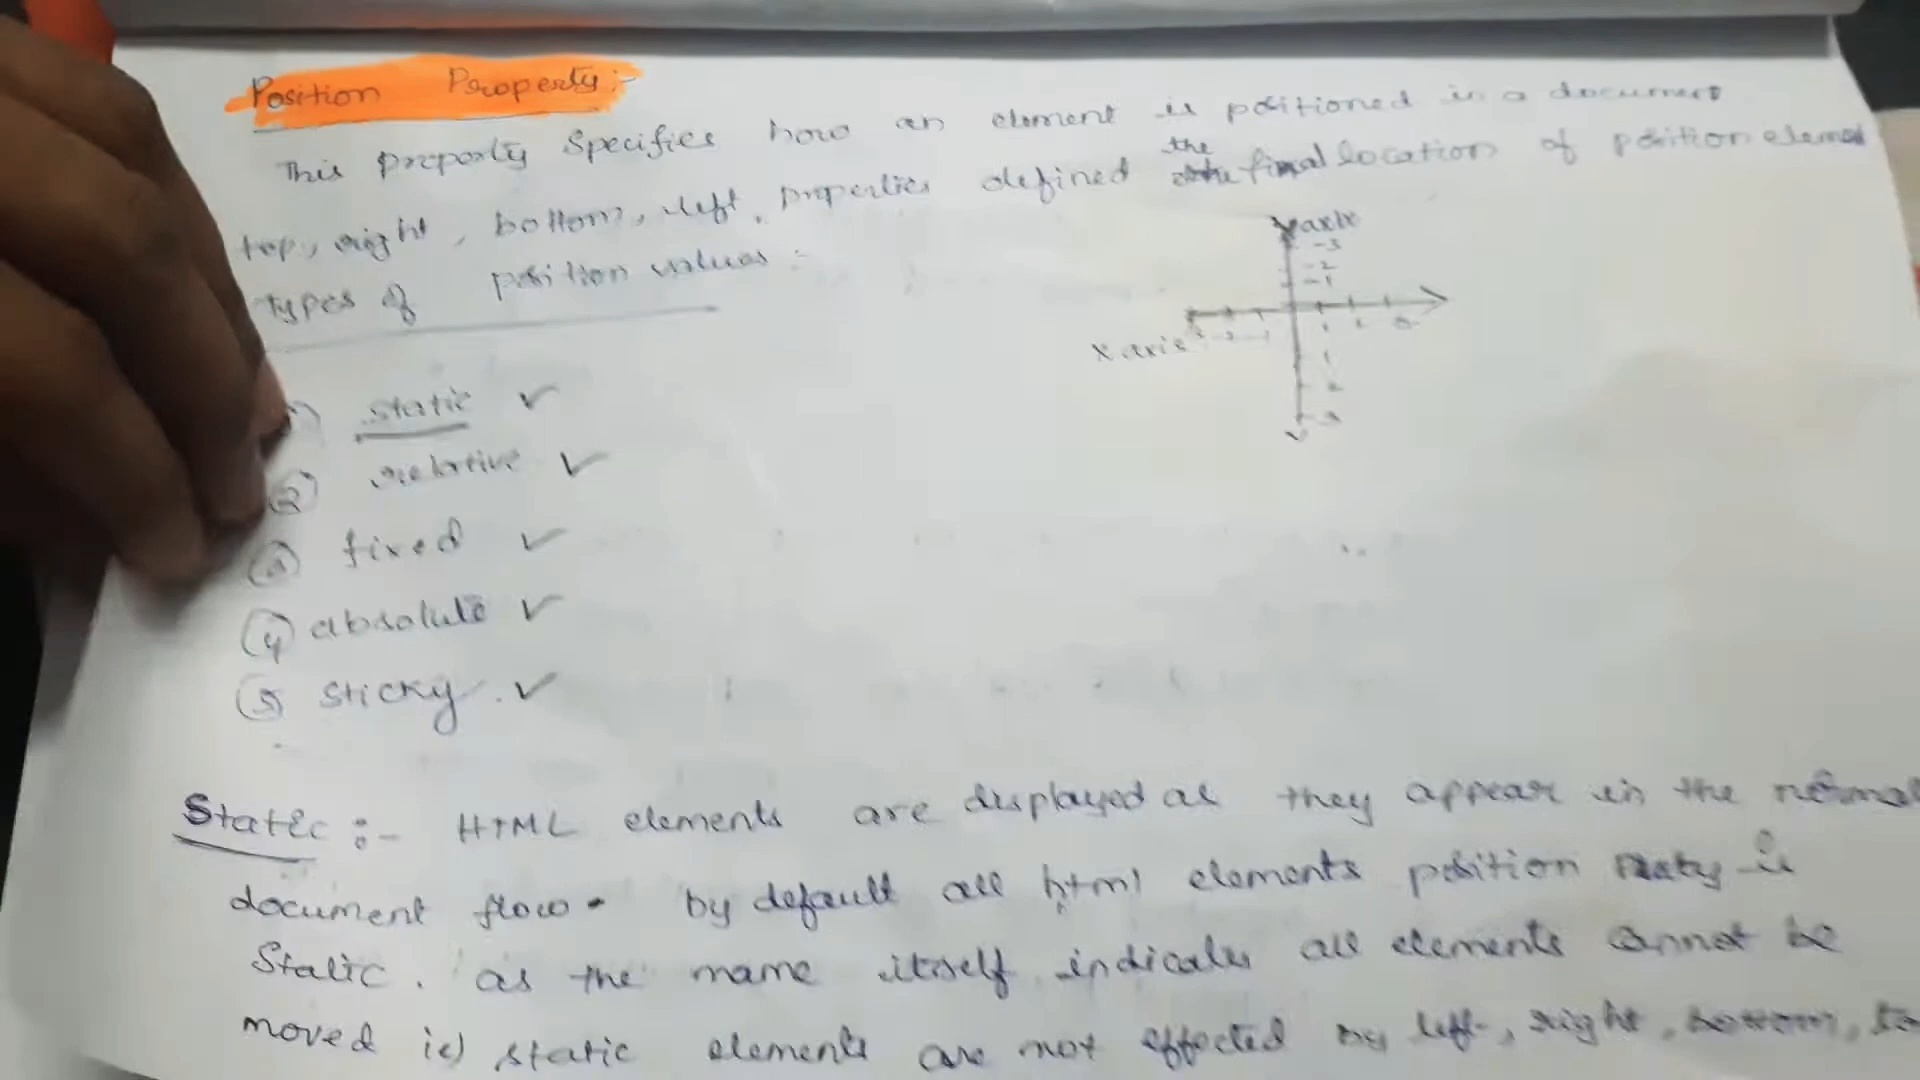 Position Property:-
This property specifies how an element is positioned in a document
top, right, bottom, left, properties defined the final location of position element
types of position values :-
Y axis
-3
-2
-1
X axis
1
2
3
1) static ✓
2) relative ✓
3) fixed ✓
4) absolute ✓
5) sticky. ✓
Static :- HTML elements are displayed as they appear in the normal
document flow. by default all html elements position is
Static. as the name itself indicates all elements cannot be
moved ie) static elements are not effected by left, right, bottom, to